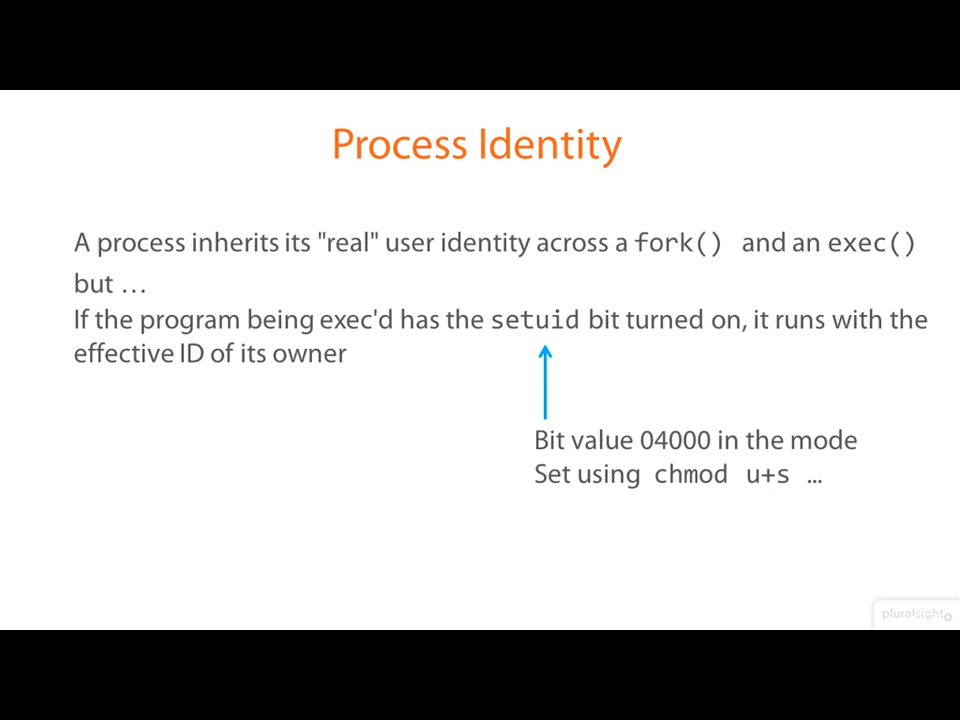 Process Identity
A process inherits its "real" user identity across a fork() and an exec()
but …
If the program being exec'd has the setuid bit turned on, it runs with the
effective ID of its owner
Bit value 04000 in the mode
Set using chmod u+s …
pluralsight